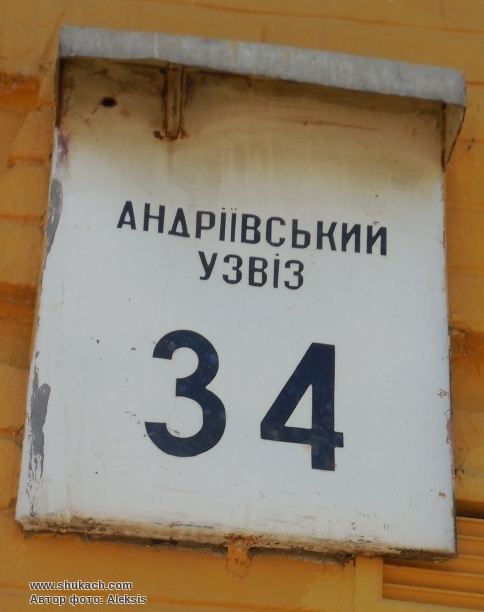 АНДРІЇВСЬКИЙ
УЗВІЗ
34
www.shukach.com
Автор фото: Aleksis